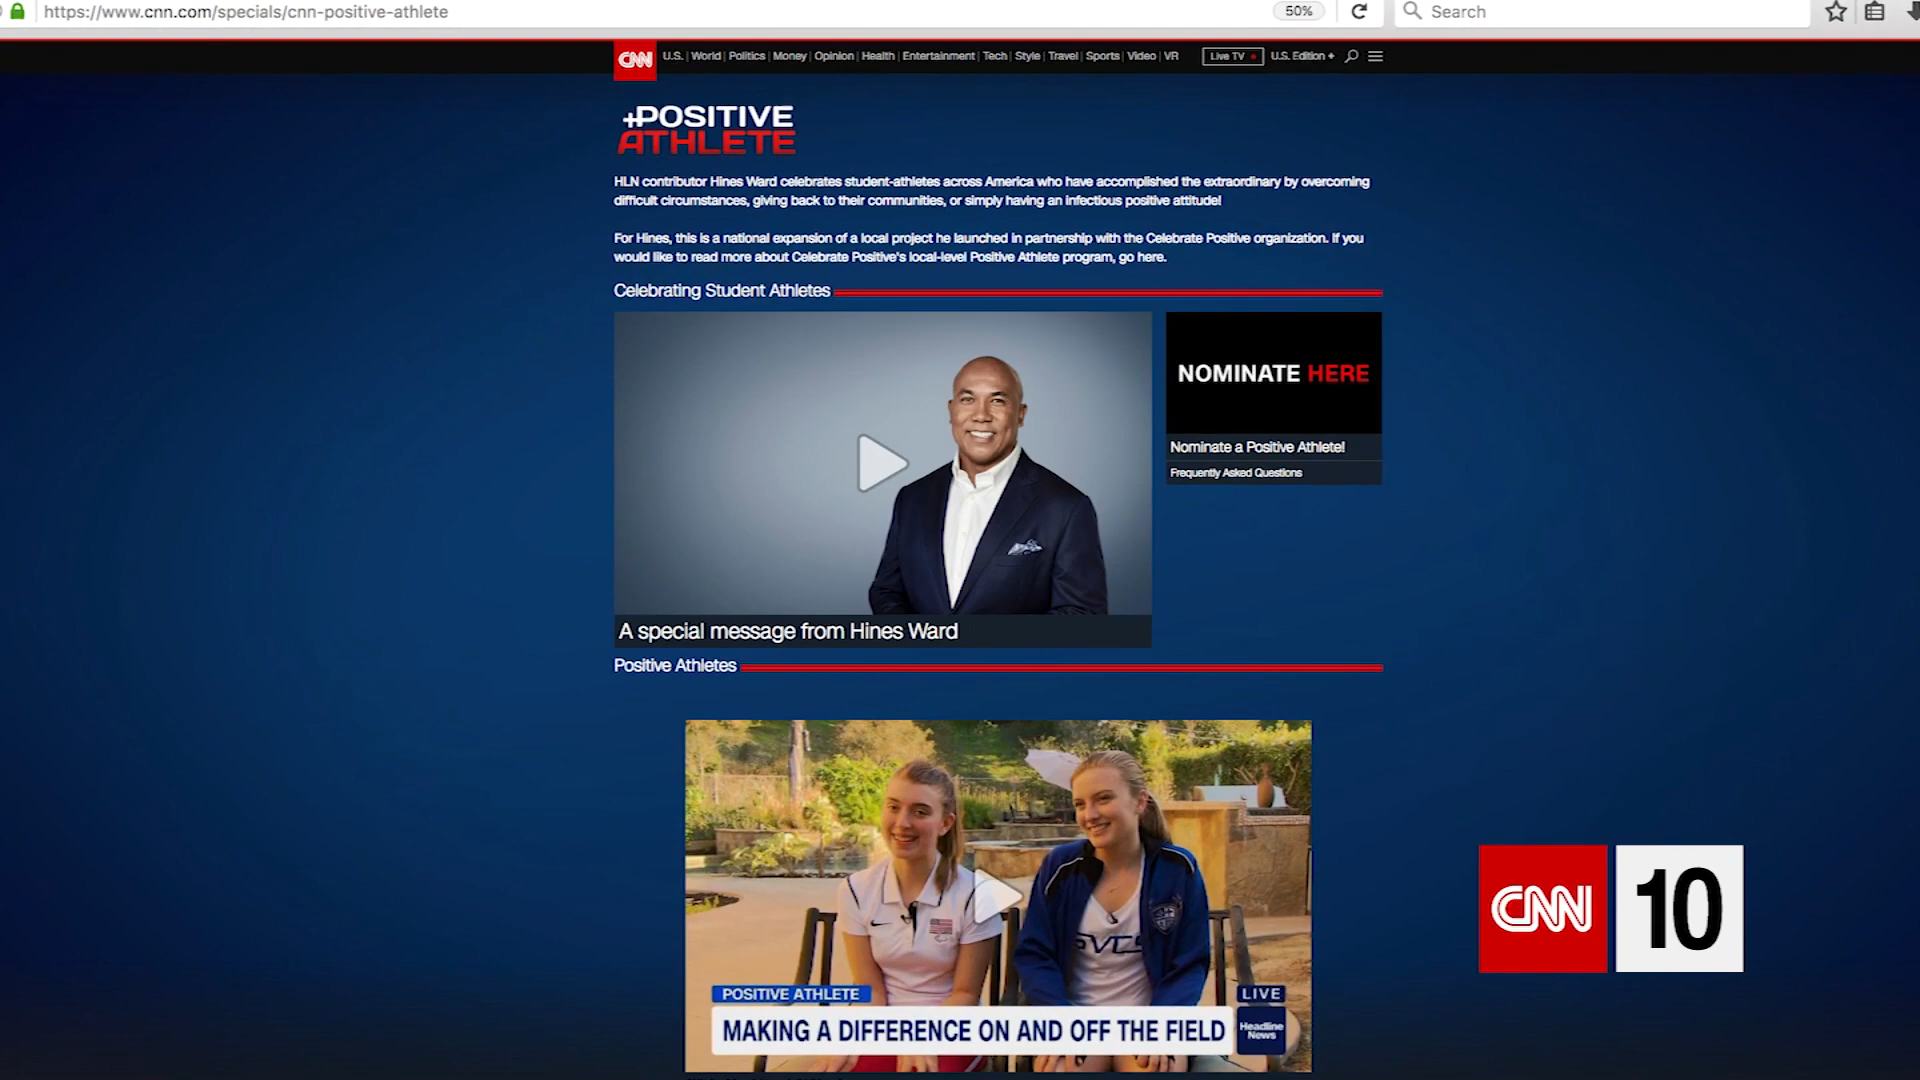 https://www.cnn.com/specials/cnn-positive-athlete
50%
Search
CNN
U.S. | World | Politics | Money | Opinion | Health | Entertainment | Tech | Style | Travel | Sports | Video | VR
Live TV
U.S. Edition +
+POSITIVE
ATHLETE
HLN contributor Hines Ward celebrates student-athletes across America who have accomplished the extraordinary by overcoming
difficult circumstances, giving back to their communities, or simply having an infectious positive attitude!
For Hines, this is a national expansion of a local project he launched in partnership with the Celebrate Positive organization. If you
would like to read more about Celebrate Positive's local-level Positive Athlete program, go here.
Celebrating Student Athletes
NOMINATE HERE
Nominate a Positive Athlete!
Frequently Asked Questions
A special message from Hines Ward
Positive Athletes
SVCS
POSITIVE ATHLETE
LIVE
MAKING A DIFFERENCE ON AND OFF THE FIELD
Headline
News
CNN 10